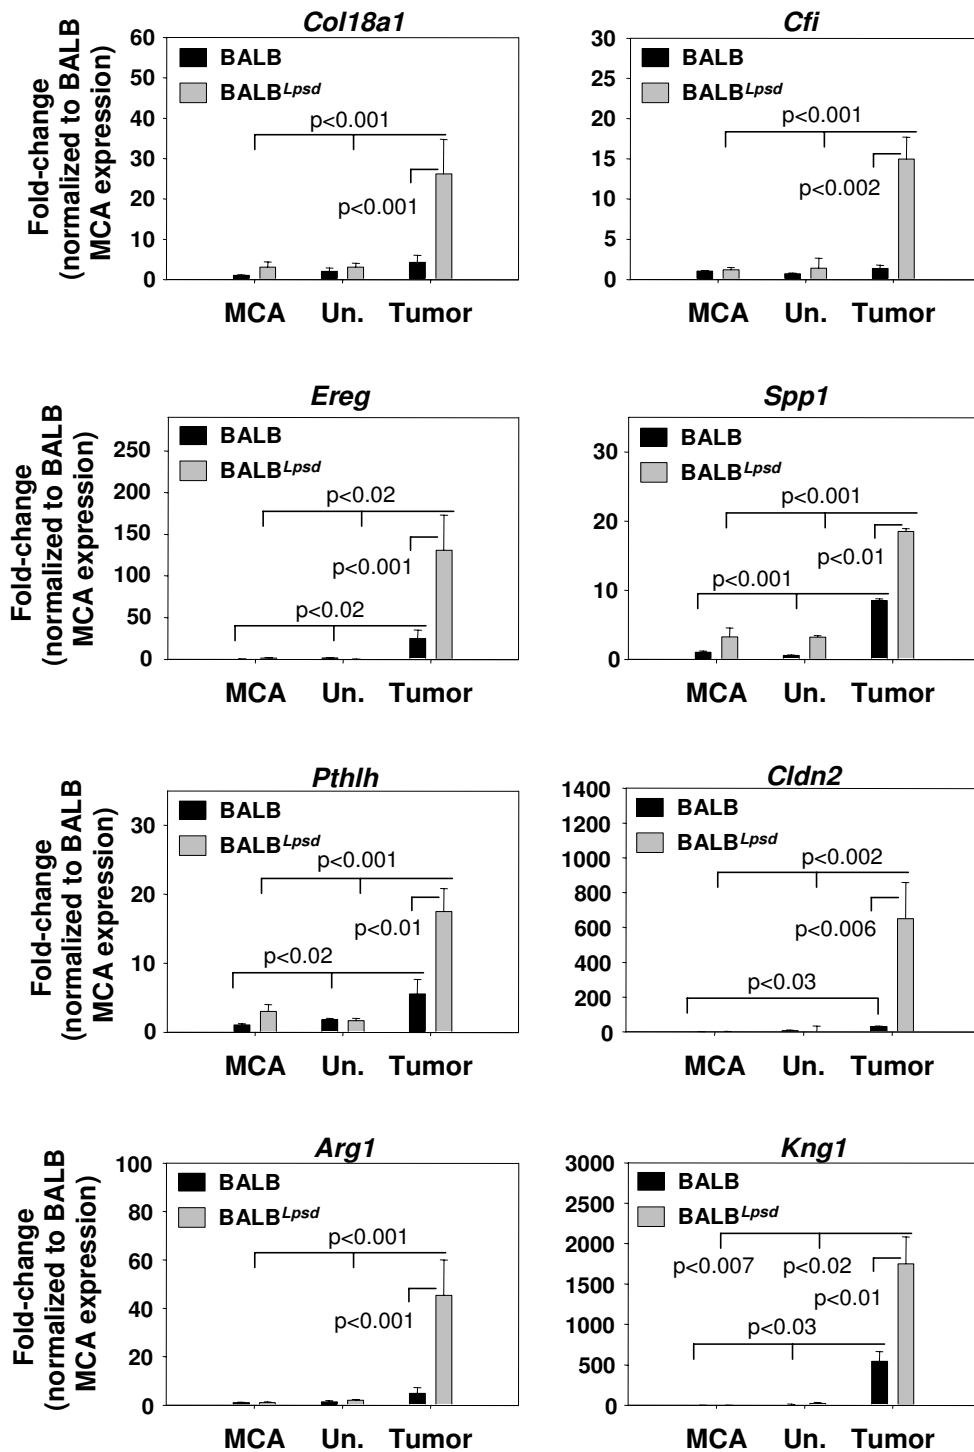 Col18a1
Fold-change
(normalized to BALB
MCA expression)
60
50
40
30
20
10
0
BALB
BALBLpsd
p<0.001
p<0.001
MCA Un. Tumor
Cfi
30
25
20
15
10
5
0
BALB
BALBLpsd
p<0.001
p<0.002
MCA Un. Tumor
Ereg
Fold-change
(normalized to BALB
MCA expression)
250
200
150
100
50
0
BALB
BALBLpsd
p<0.02
p<0.001
p<0.02
MCA Un. Tumor
Spp1
30
20
10
0
BALB
BALBLpsd
p<0.001
p<0.01
p<0.001
MCA Un. Tumor
Pthlh
Fold-change
(normalized to BALB
MCA expression)
30
20
10
0
BALB
BALBLpsd
p<0.001
p<0.01
p<0.02
MCA Un. Tumor
Cldn2
1400
1200
1000
800
600
400
200
0
BALB
BALBLpsd
p<0.002
p<0.006
p<0.03
MCA Un. Tumor
Arg1
Fold-change
(normalized to BALB
MCA expression)
100
80
60
40
20
0
BALB
BALBLpsd
p<0.001
p<0.001
MCA Un. Tumor
Kng1
3000
2500
2000
1500
1000
500
0
BALB
BALBLpsd
p<0.007 p<0.02
p<0.01
p<0.03
MCA Un. Tumor